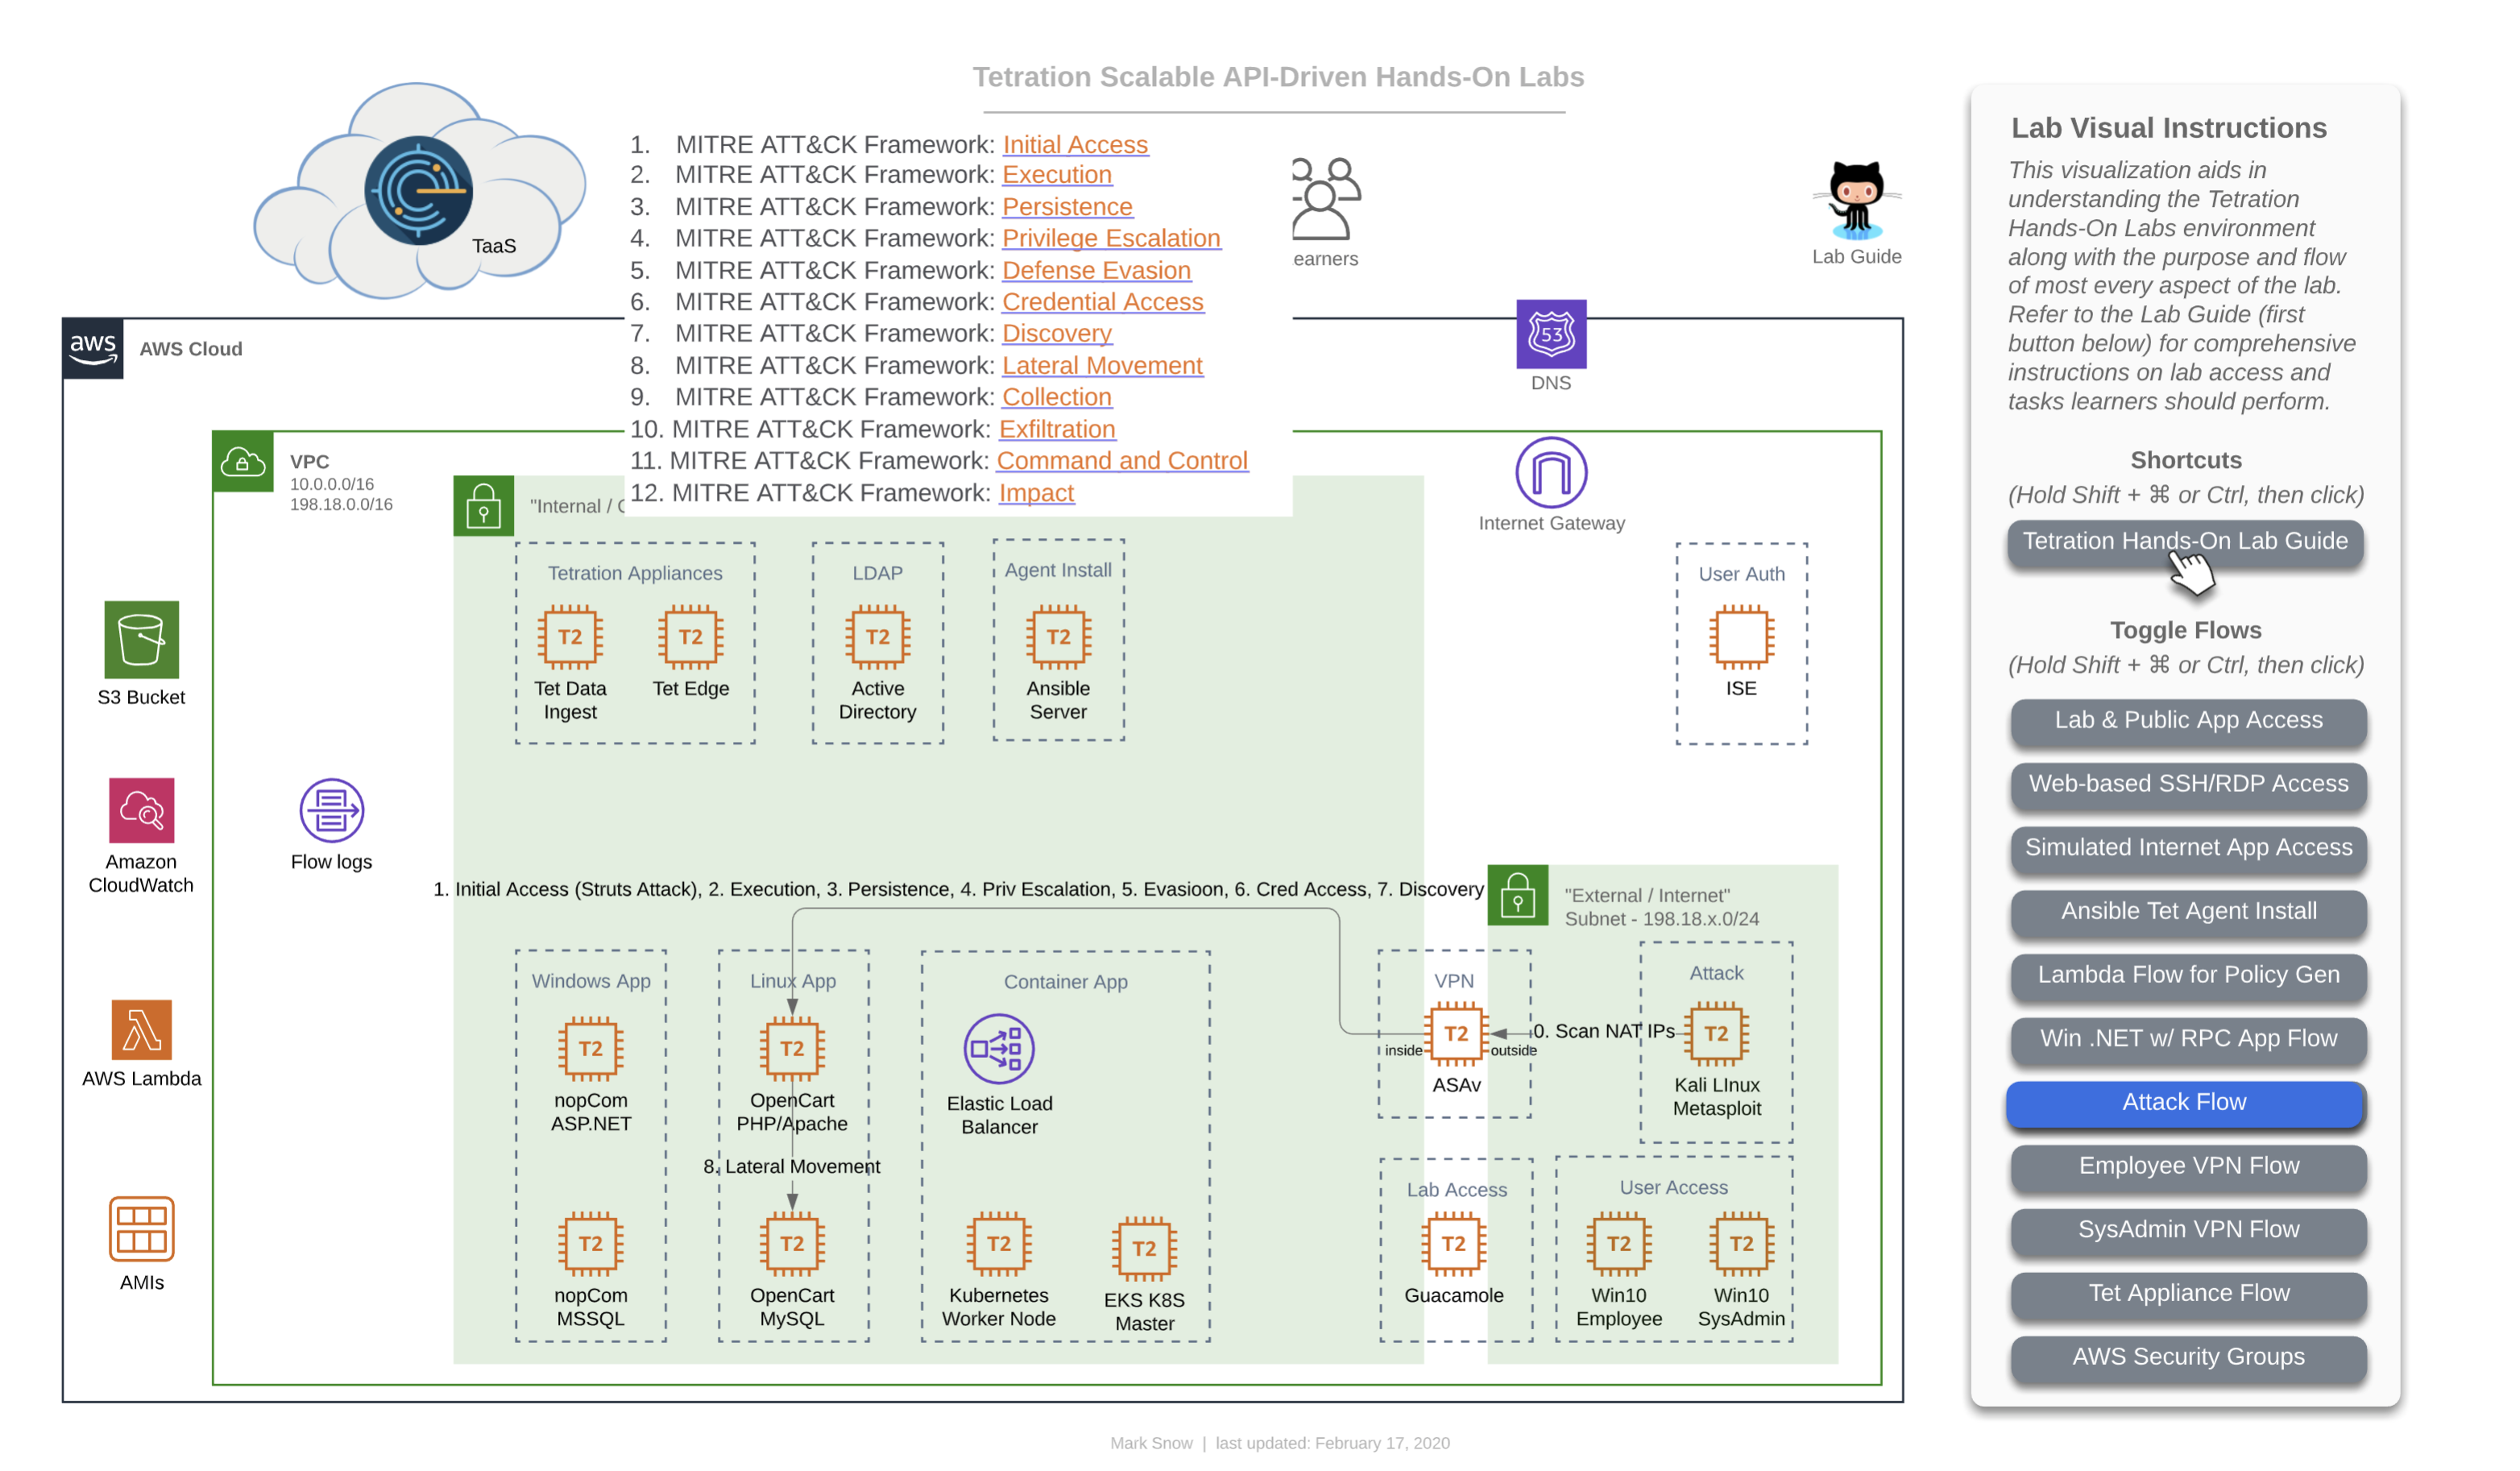 Tetration Scalable API-Driven Hands-On Labs
TaaS
1. MITRE ATT&CK Framework: Initial Access
2. MITRE ATT&CK Framework: Execution
3. MITRE ATT&CK Framework: Persistence
4. MITRE ATT&CK Framework: Privilege Escalation
5. MITRE ATT&CK Framework: Defense Evasion
6. MITRE ATT&CK Framework: Credential Access
7. MITRE ATT&CK Framework: Discovery
8. MITRE ATT&CK Framework: Lateral Movement
9. MITRE ATT&CK Framework: Collection
10. MITRE ATT&CK Framework: Exfiltration
11. MITRE ATT&CK Framework: Command and Control
12. MITRE ATT&CK Framework: Impact
earners
Lab Guide
aws
AWS Cloud
53
DNS
VPC
10.0.0.0/16
198.18.0.0/16
"Internal /
Internet Gateway
Tetration Appliances
T2
T2
Tet Data
Ingest
Tet Edge
LDAP
T2
Active
Directory
Agent Install
T2
Ansible
Server
User Auth
ISE
S3 Bucket
Amazon
CloudWatch
Flow logs
AWS Lambda
AMIs
1. Initial Access (Struts Attack), 2. Execution, 3. Persistence, 4. Priv Escalation, 5. Evasioon, 6. Cred Access, 7. Discovery
"External / Internet"
Subnet - 198.18.x.0/24
Windows App
T2
nopCom
ASP.NET
T2
nopCom
MSSQL
Linux App
T2
OpenCart
PHP/Apache
8. Lateral Movement
T2
OpenCart
MySQL
Container App
Elastic Load
Balancer
T2
Kubernetes
Worker Node
T2
EKS K8S
Master
VPN
T2
inside
outside
ASAv
0. Scan NAT IPs
Attack
T2
Kali LInux
Metasploit
Lab Access
T2
Guacamole
User Access
T2
Win10
Employee
T2
Win10
SysAdmin
Lab Visual Instructions
This visualization aids in
understanding the Tetration
Hands-On Labs environment
along with the purpose and flow
of most every aspect of the lab.
Refer to the Lab Guide (first
button below) for comprehensive
instructions on lab access and
tasks learners should perform.
Shortcuts
(Hold Shift + ⌘ or Ctrl, then click)
Tetration Hands-On Lab Guide
Toggle Flows
(Hold Shift + ⌘ or Ctrl, then click)
Lab & Public App Access
Web-based SSH/RDP Access
Simulated Internet App Access
Ansible Tet Agent Install
Lambda Flow for Policy Gen
Win .NET w/ RPC App Flow
Attack Flow
Employee VPN Flow
SysAdmin VPN Flow
Tet Appliance Flow
AWS Security Groups
Mark Snow | last updated: February 17, 2020